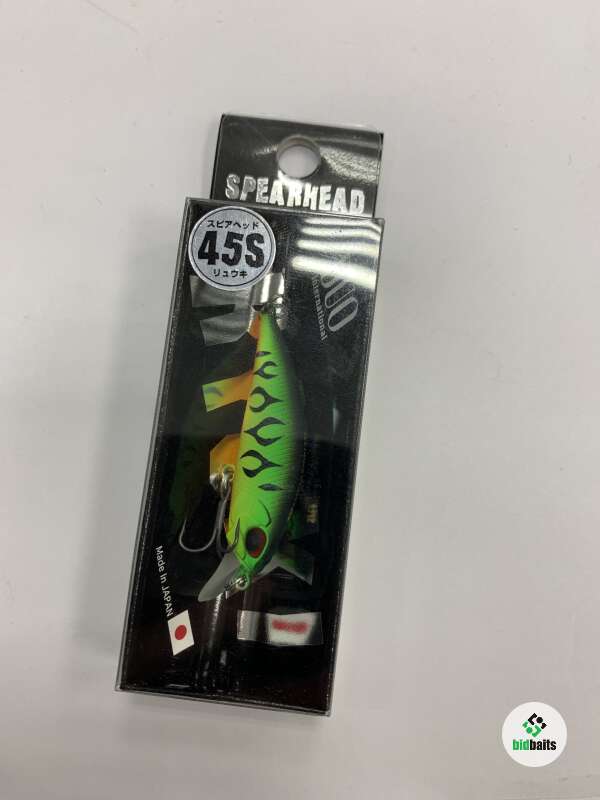 SPEARHEAD
スピアヘッド
45S
リュウキ
International
Made In JAPAN
bidbaits